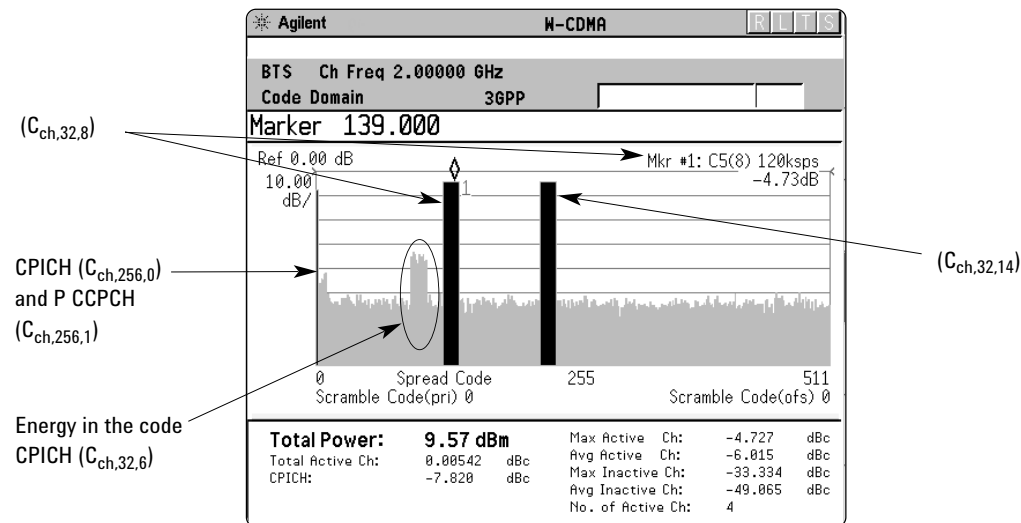 Agilent W-CDMA R L T S
BTS Ch Freq 2.00000 GHz
Code Domain 3GPP
Marker 139.000
Ref 0.00 dB
10.00
dB/
Mkr #1: C5(8) 120ksps
-4.73dB
1
0 Spread Code 255 511
Scramble Code(pri) 0 Scramble Code(ofs) 0
Total Power: 9.57 dBm
Total Active Ch: 0.00542 dBc
CPICH: -7.820 dBc
Max Active Ch: -4.727 dBc
Avg Active Ch: -6.015 dBc
Max Inactive Ch: -33.334 dBc
Avg Inactive Ch: -49.065 dBc
No. of Active Ch: 4
(Cch,32,8)
CPICH (Cch,256,0)
and P CCPCH
(Cch,256,1)
Energy in the code
CPICH (Cch,32,6)
(Cch,32,14)